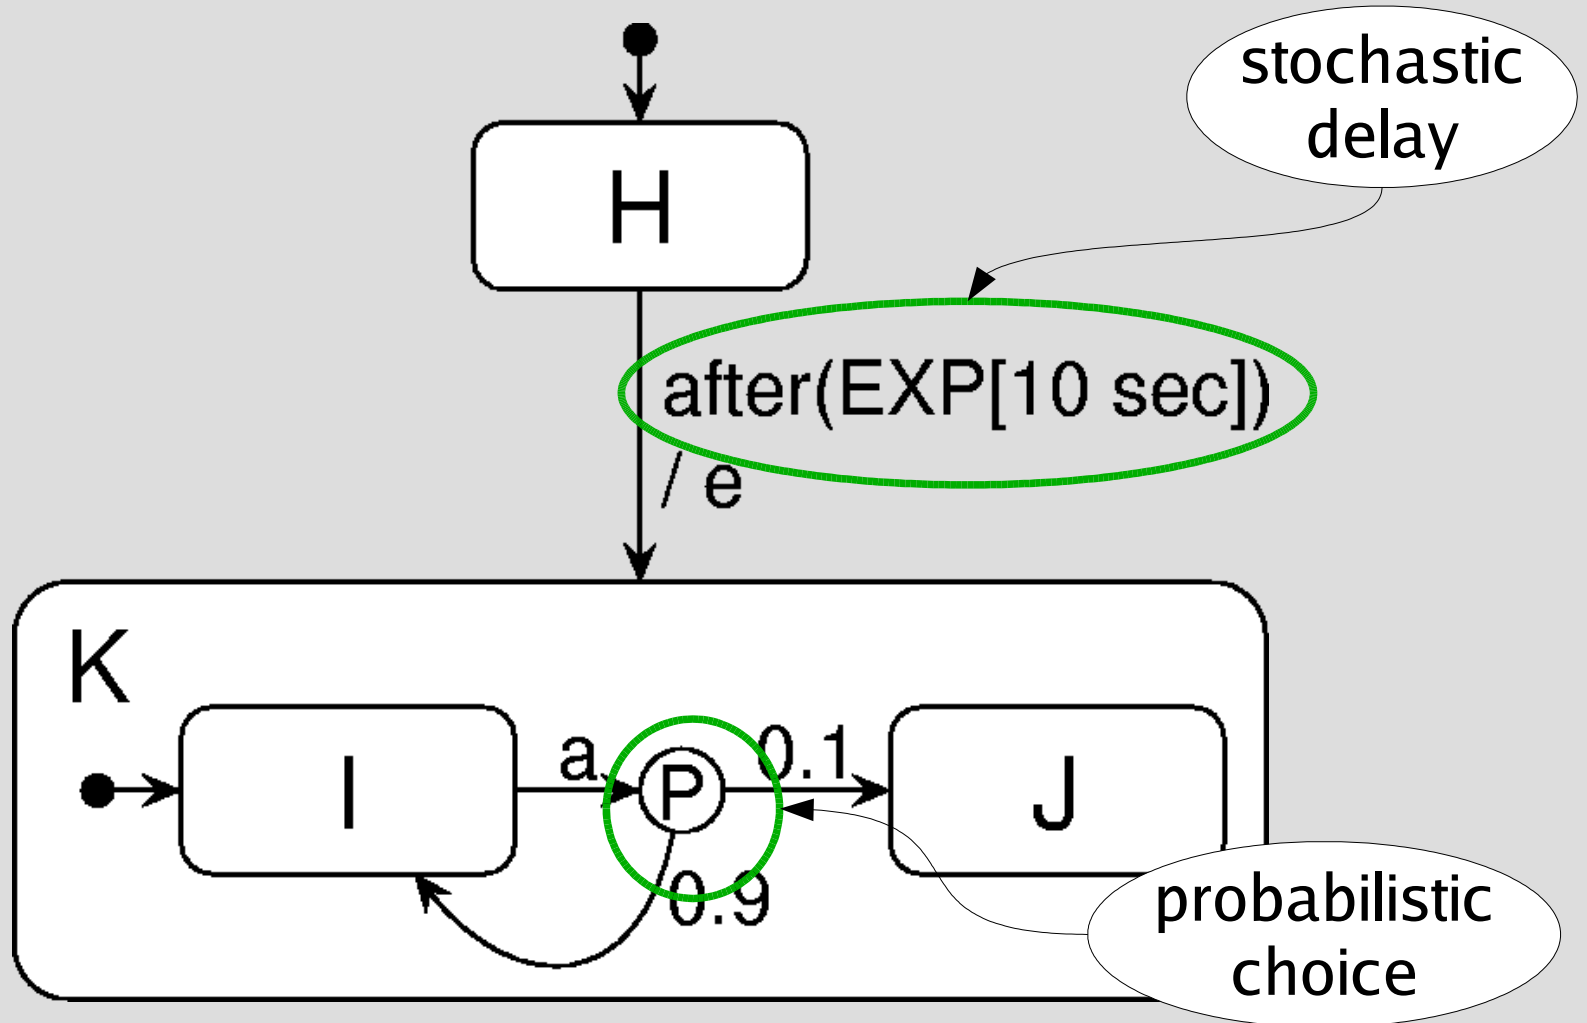 stochastic
delay
H
after(EXP[10 sec])
/ e
K
I
a
P
0.1
J
0.9
probabilistic
choice